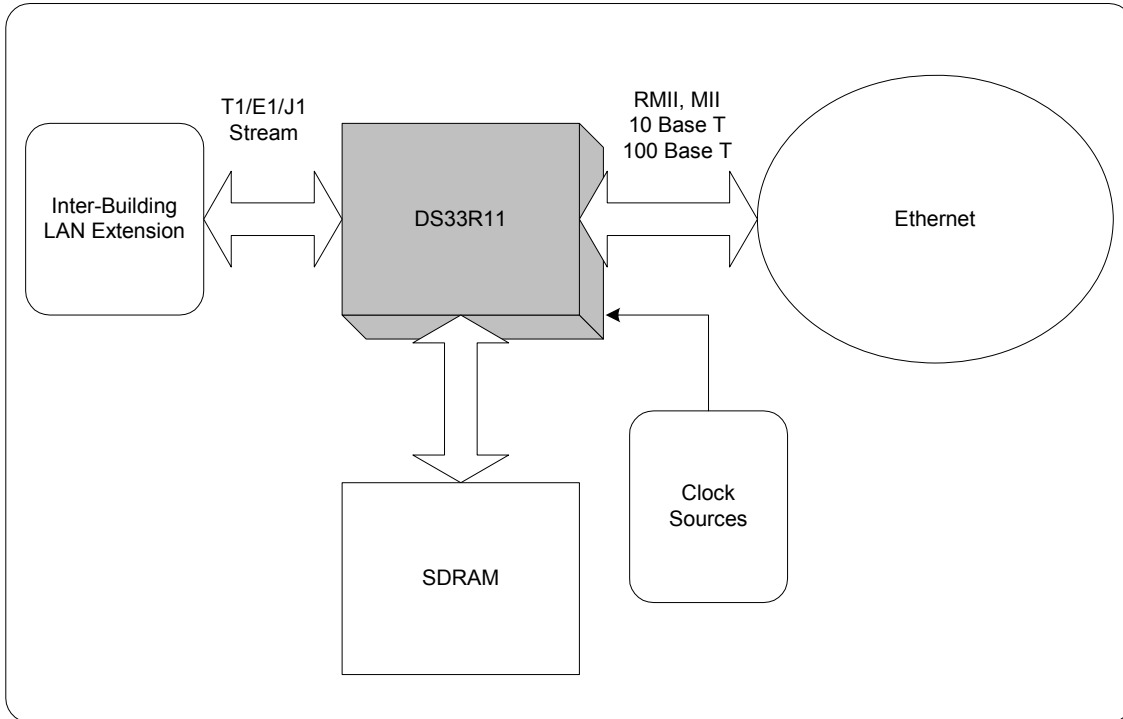 T1/E1/J1
Stream
RMII, MII
10 Base T
100 Base T
Inter-Building
LAN Extension
DS33R11
Ethernet
Clock
Sources
SDRAM